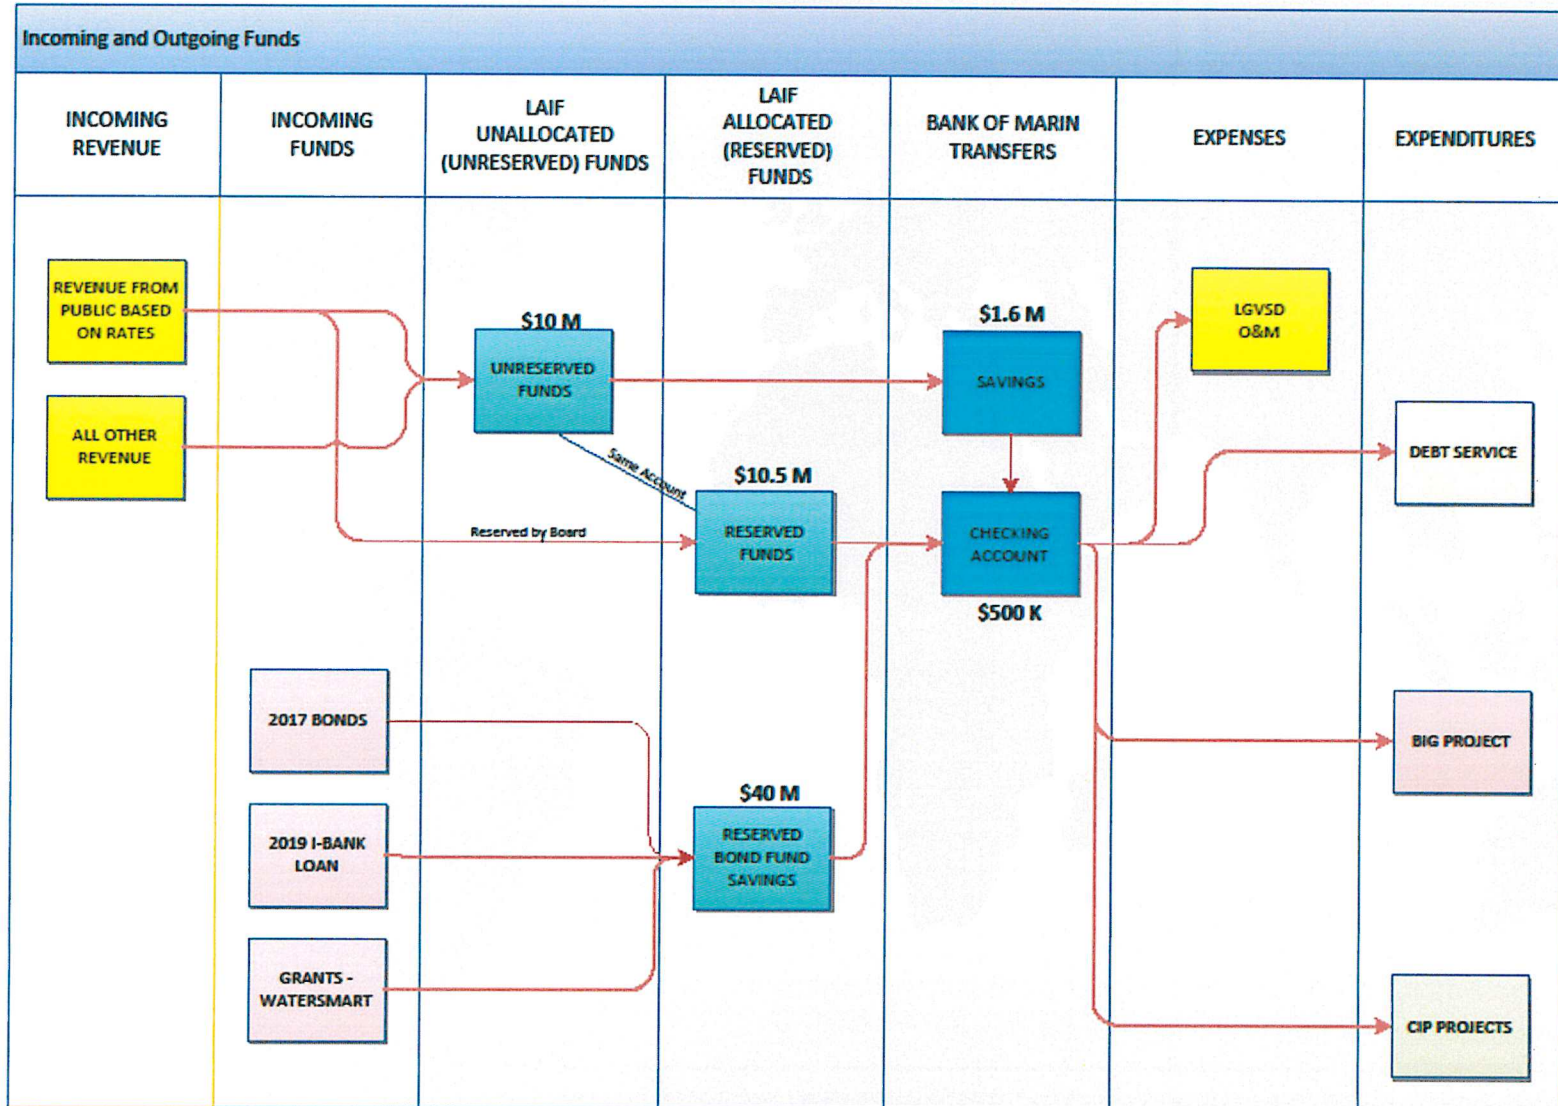 Incoming and Outgoing Funds
INCOMING
REVENUE
INCOMING
FUNDS
LAIF
UNALLOCATED
(UNRESERVED) FUNDS
LAIF
ALLOCATED
(RESERVED)
FUNDS
BANK OF MARIN
TRANSFERS
EXPENSES
EXPENDITURES
REVENUE FROM
PUBLIC BASED
ON RATES
ALL OTHER
REVENUE
$10 M
UNRESERVED
FUNDS
$1.6 M
SAVINGS
LGVSD
O&M
DEBT SERVICE
Same Account
$10.5 M
Reserved by Board
RESERVED
FUNDS
CHECKING
ACCOUNT
$500 K
2017 BONDS
BIG PROJECT
$40 M
2019 I-BANK
LOAN
RESERVED
BOND FUND
SAVINGS
GRANTS -
WATERSMART
CIP PROJECTS